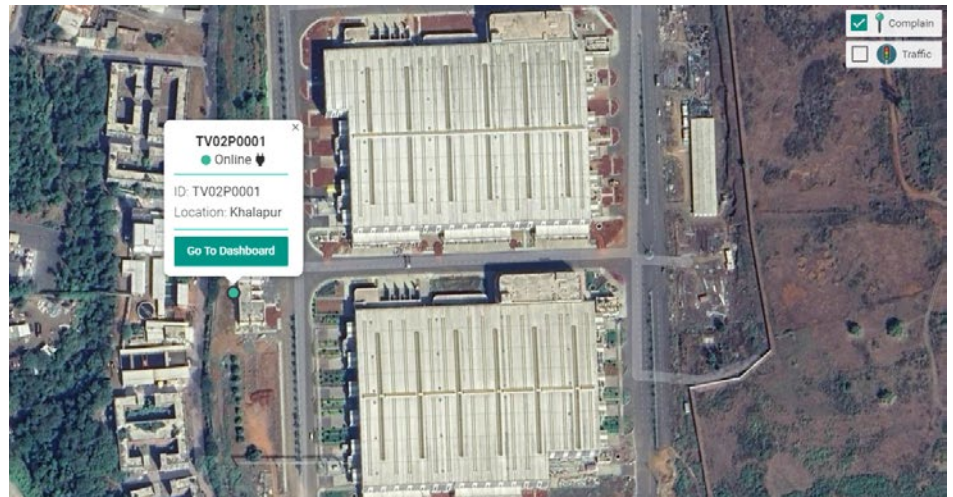 TV02P0001
Online
ID: TV02P0001
Location: Khalapur
Go To Dashboard
Complain
Traffic